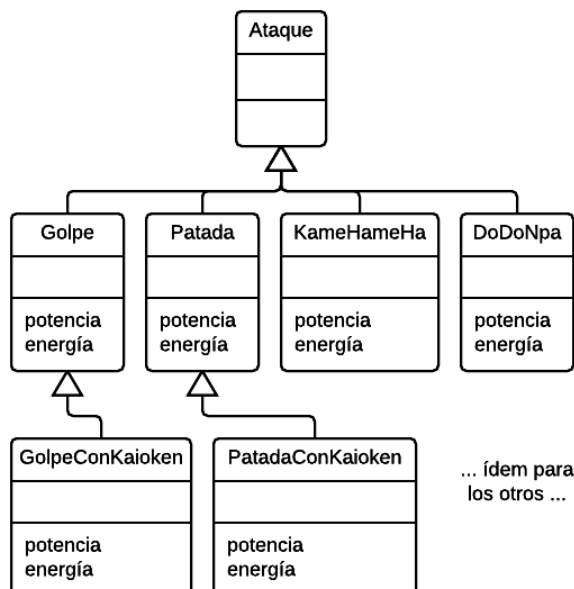 Ataque
Golpe
Patada
KameHameHa
DoDoNpa
potencia
energía
potencia
energía
potencia
energía
potencia
energía
GolpeConKaioken
PatadaConKaioken
... ídem para
los otros ...
potencia
energía
potencia
energía